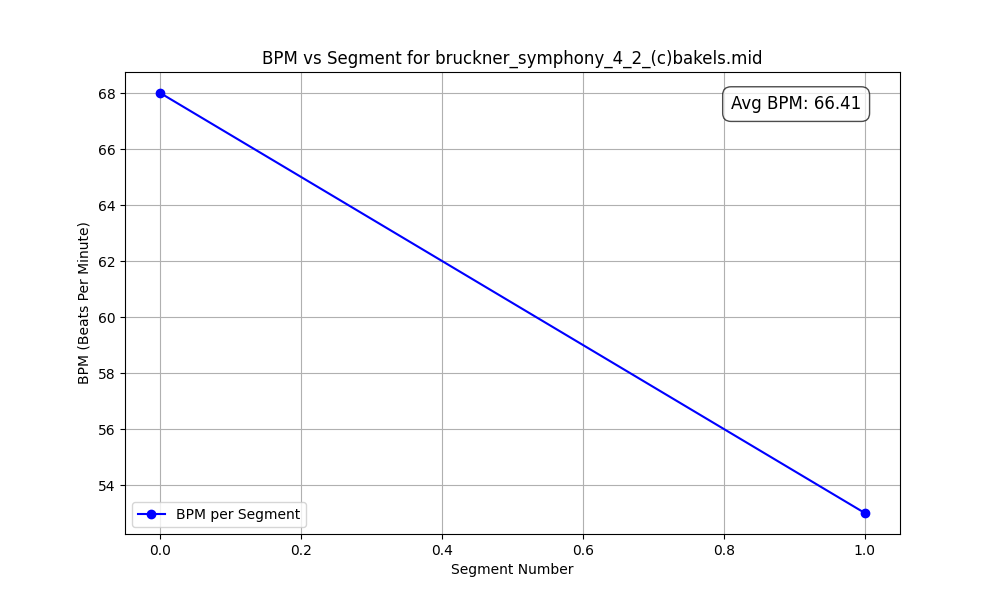 BPM vs Segment for bruckner_symphony_4_2_(c)bakels.mid
Avg BPM: 66.41
BPM (Beats Per Minute)
68
66
64
62
60
58
56
54
BPM per Segment
0.0 0.2 0.4 0.6 0.8 1.0
Segment Number